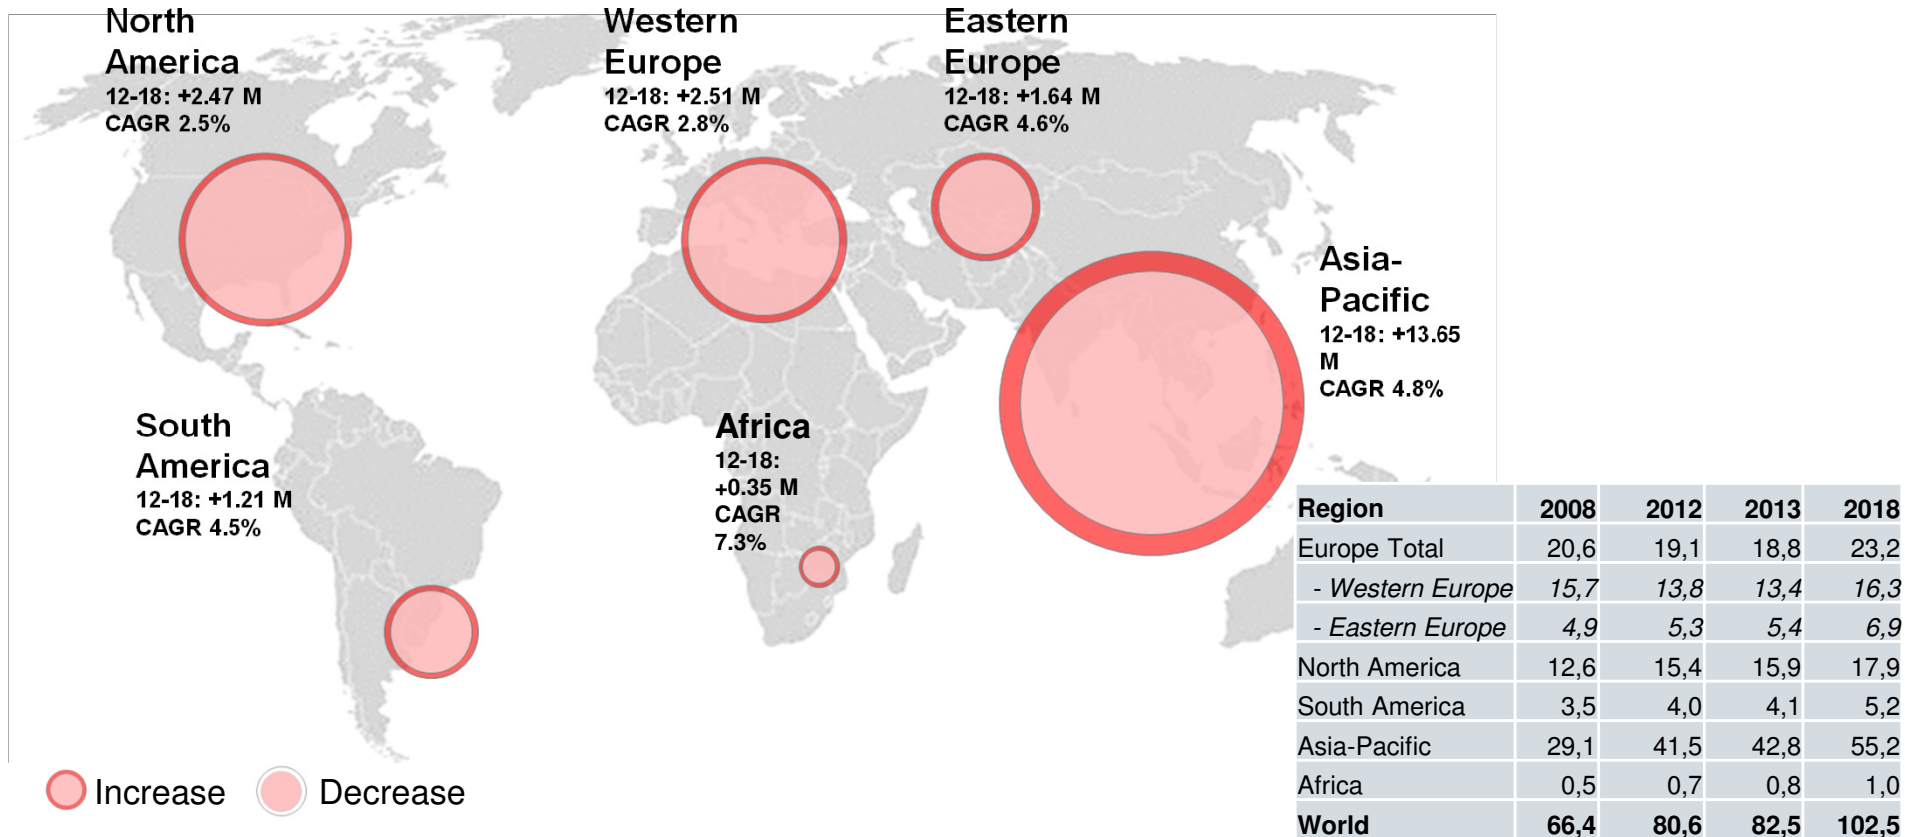 North
America
12-18: +2.47 M
CAGR 2.5%
Western
Europe
12-18: +2.51 M
CAGR 2.8%
Eastern
Europe
12-18: +1.64 M
CAGR 4.6%
Asia-
Pacific
12-18: +13.65
M
CAGR 4.8%
South
America
12-18: +1.21 M
CAGR 4.5%
Africa
12-18:
+0.35 M
CAGR
7.3%
Increase Decrease
Region 2008 2012 2013 2018
Europe Total 20,6 19,1 18,8 23,2
- Western Europe 15,7 13,8 13,4 16,3
- Eastern Europe 4,9 5,3 5,4 6,9
North America 12,6 15,4 15,9 17,9
South America 3,5 4,0 4,1 5,2
Asia-Pacific 29,1 41,5 42,8 55,2
Africa 0,5 0,7 0,8 1,0
World 66,4 80,6 82,5 102,5